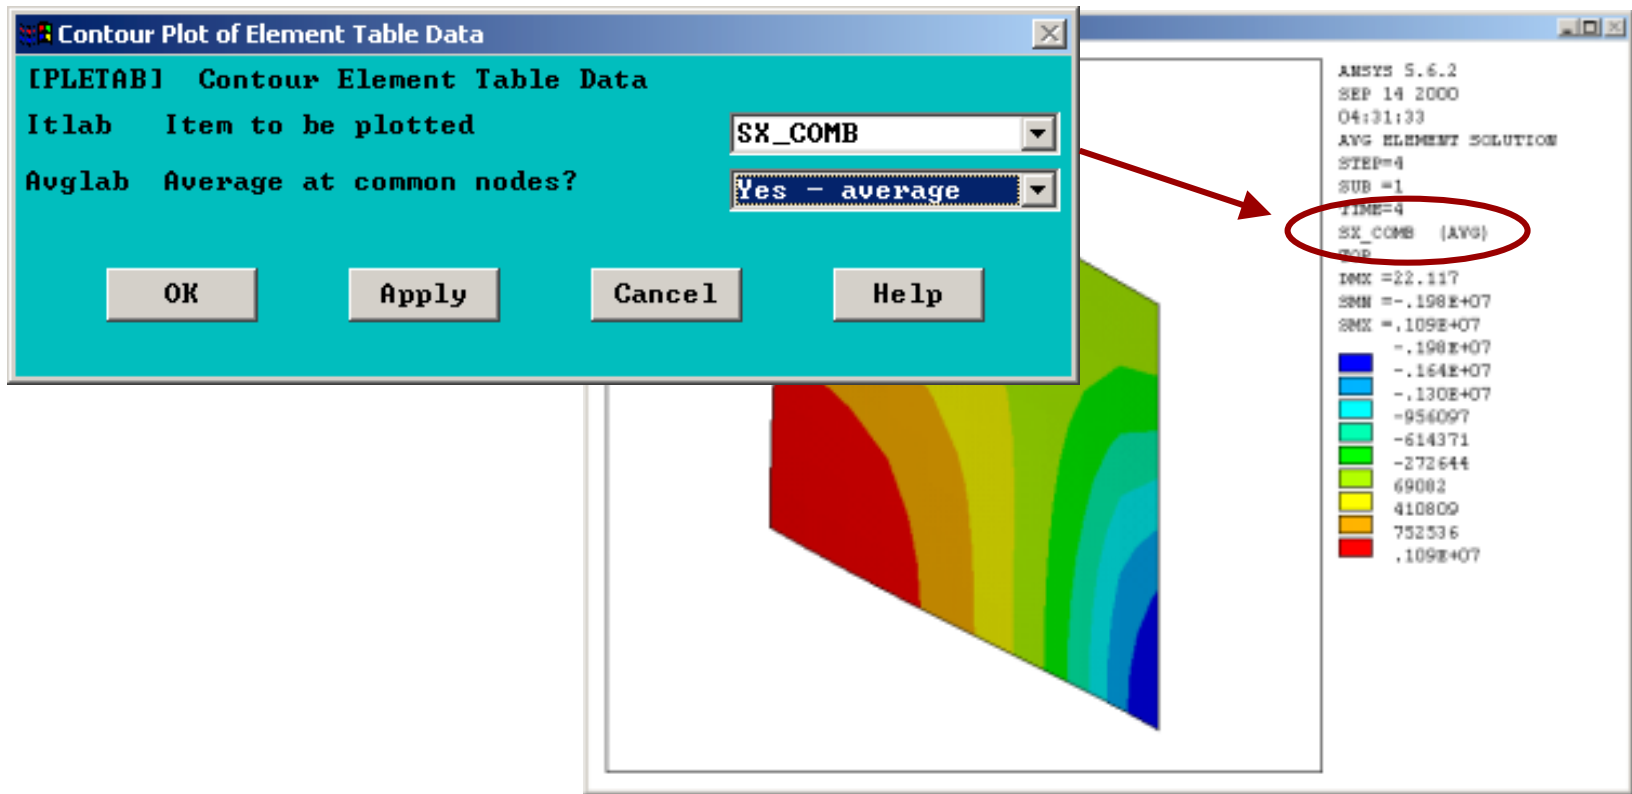 Contour Plot of Element Table Data
[PLETAB] Contour Element Table Data
Itlab Item to be plotted SX_COMB
Avglab Average at common nodes? Yes - average
OK Apply Cancel Help
ANSYS 5.6.2
SEP 14 2000
04:31:33
AVG ELEMENT SOLUTION
STEP=4
SUB =1
TIME=4
SX_COMB (AVG)
TOP
DMX =22.117
SMN =-.198E+07
SMX =.109E+07
-.198E+07
-.164E+07
-.130E+07
-956097
-614371
-272644
69082
410809
752536
.109E+07